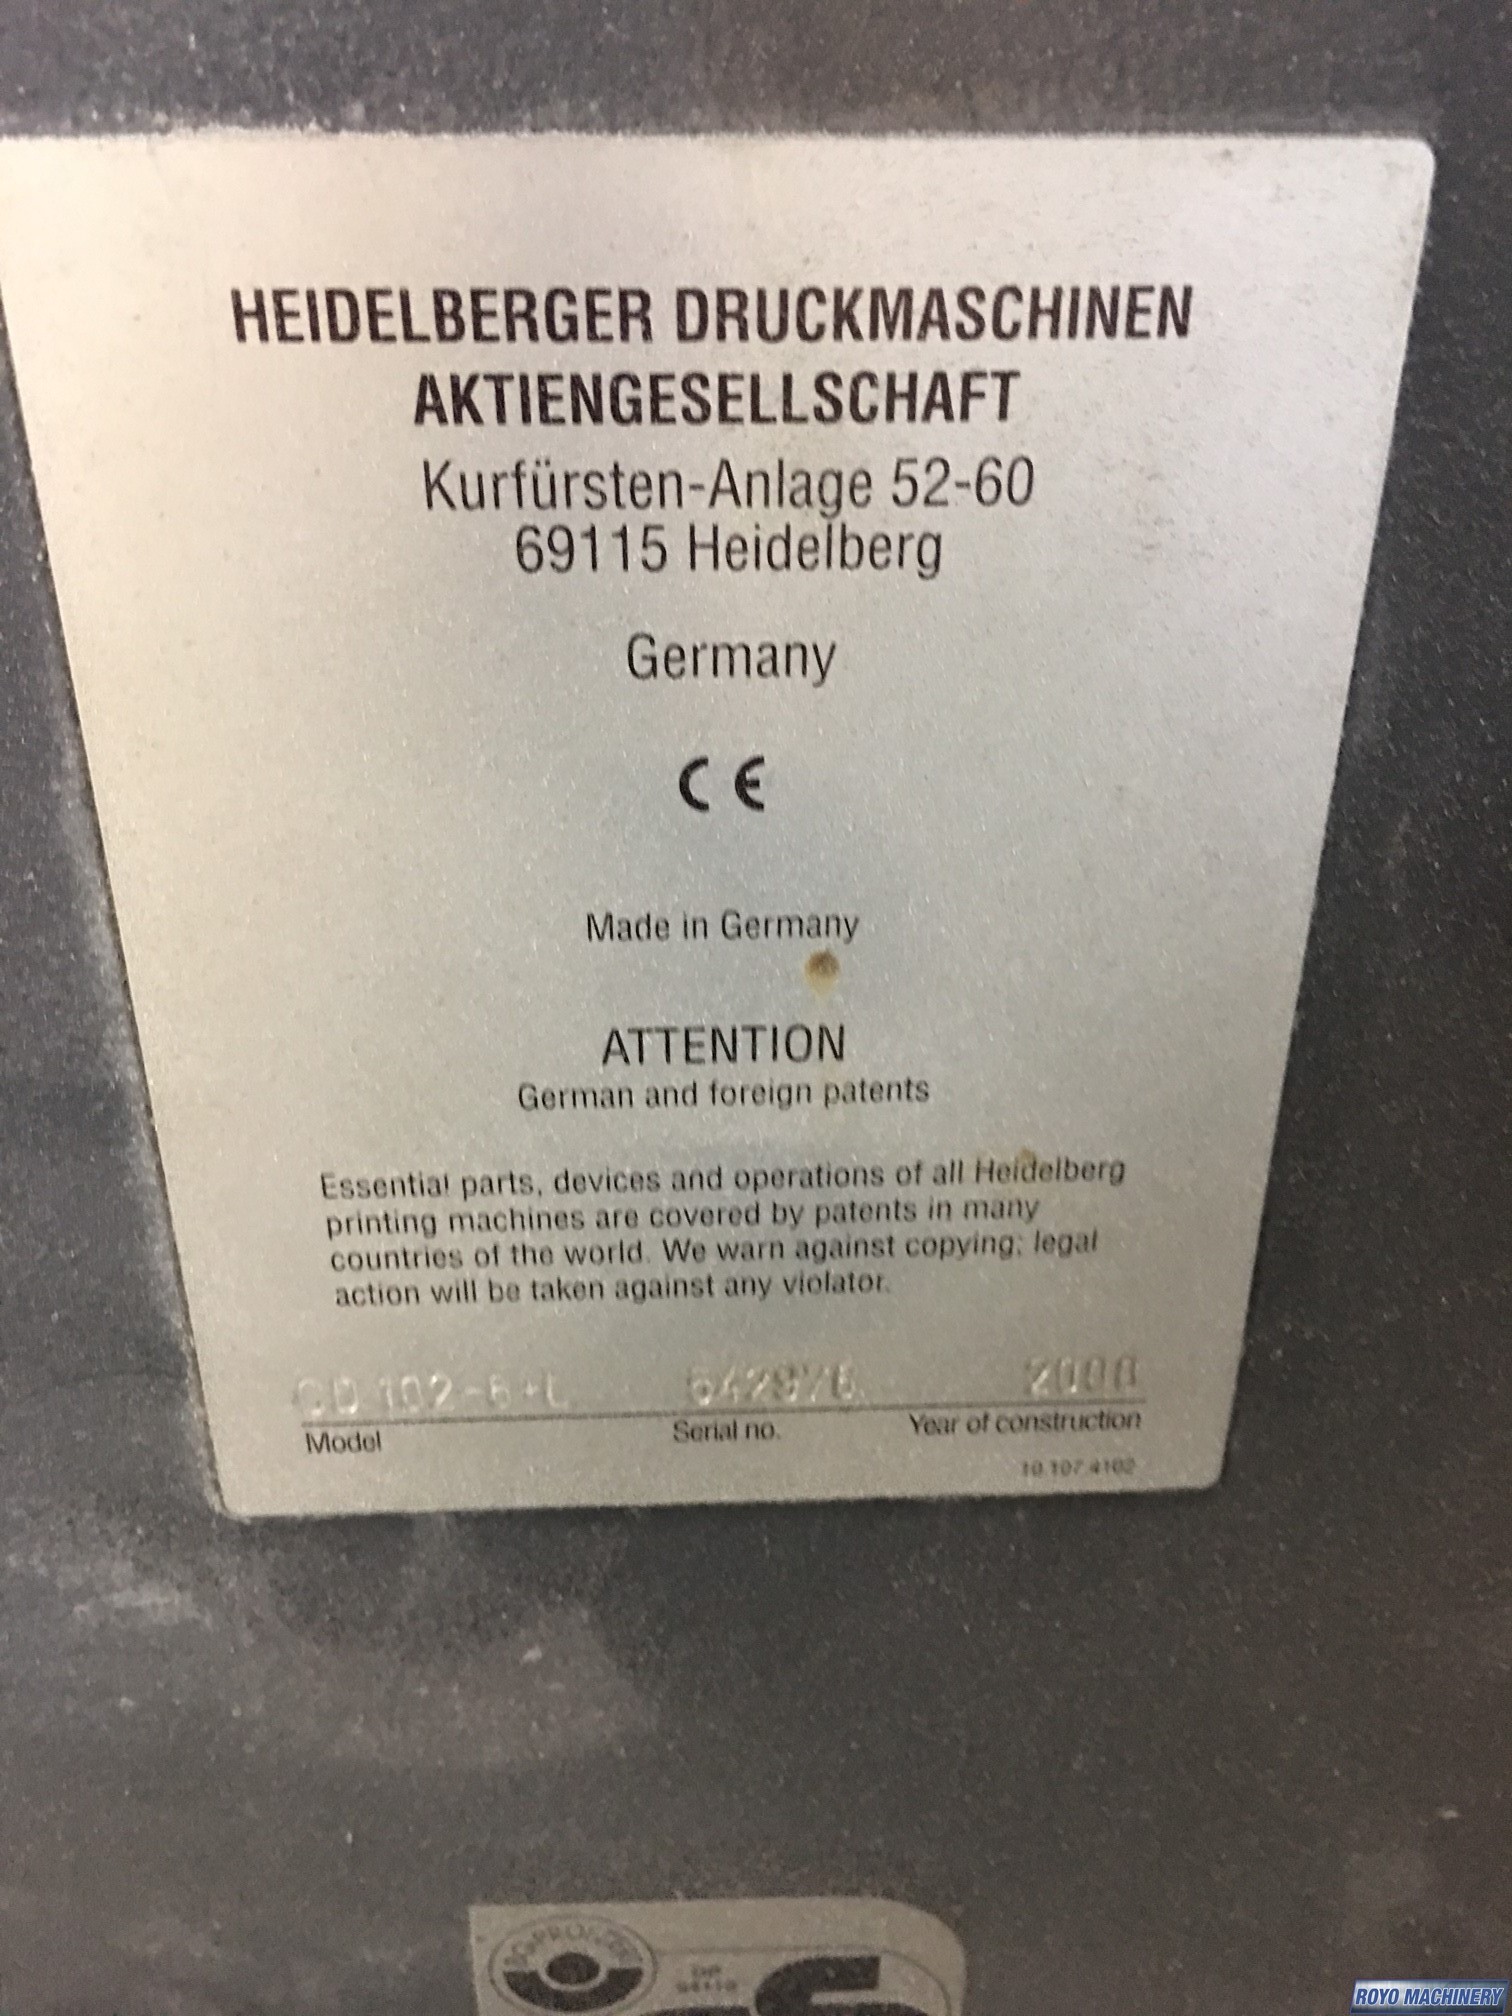 HEIDELBERGER DRUCKMASCHINEN
AKTIENGESELLSCHAFT
Kurfürsten-Anlage 52-60
69115 Heidelberg
Germany
CE
Made in Germany
ATTENTION
German and foreign patents
Essential parts, devices and operations of all Heidelberg
printing machines are covered by patents in many
countries of the world. We warn against copying; legal
action will be taken against any violator.
Model Serial no. Year of construction
10.107.4102
ROYO MACHINERY